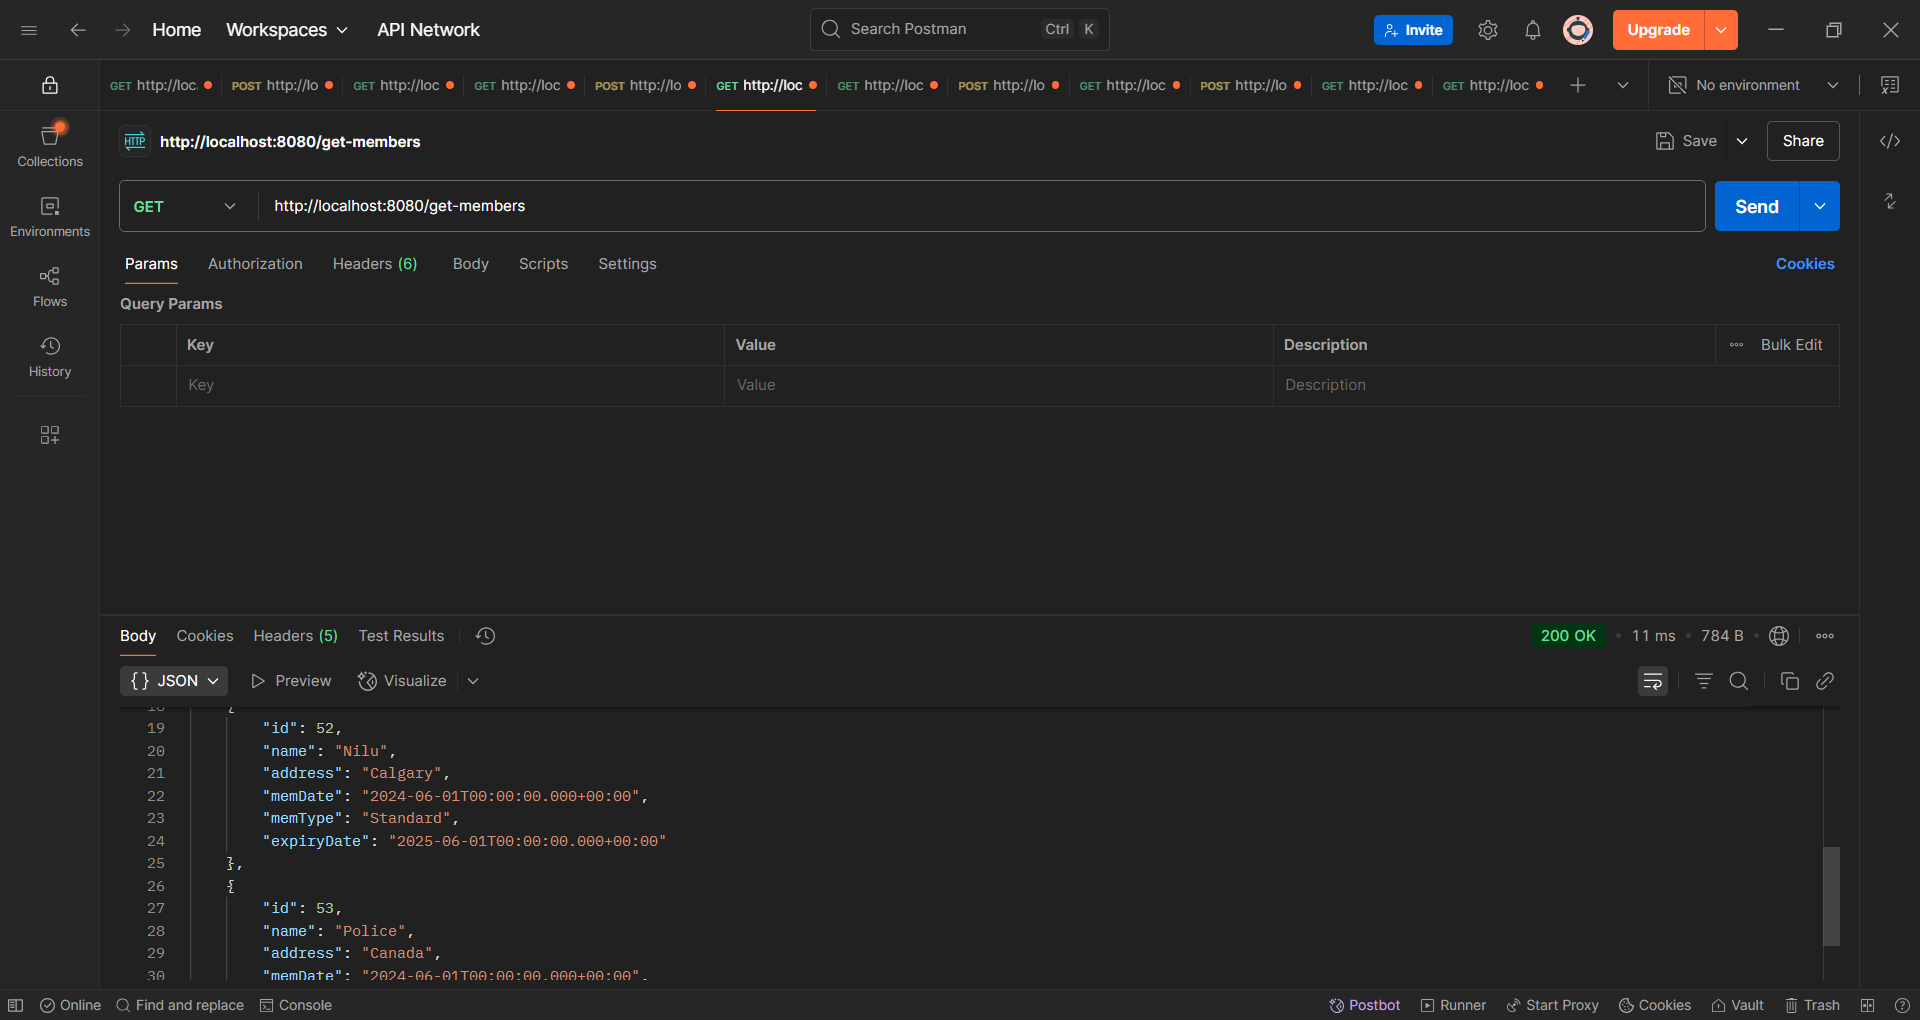 Home Workspaces API Network Search Postman Ctrl K Invite Upgrade
GET http://loc POST http://lo GET http://loc GET http://loc POST http://lo GET http://loc GET http://loc POST http://lo GET http://loc POST http://lo GET http://loc GET http://loc No environment
HTTP http://localhost:8080/get-members Save Share
GET http://localhost:8080/get-members Send
Params Authorization Headers (6) Body Scripts Settings Cookies
Query Params
Key Value Description Bulk Edit
Key Value Description
Collections
Environments
Flows
History
Body Cookies Headers (5) Test Results 200 OK • 11 ms • 784 B •
{} JSON Preview Visualize
18 {
19 "id": 52,
20 "name": "Nilu",
21 "address": "Calgary",
22 "memDate": "2024-06-01T00:00:00.000+00:00",
23 "memType": "Standard",
24 "expiryDate": "2025-06-01T00:00:00.000+00:00"
25 },
26 {
27 "id": 53,
28 "name": "Police",
29 "address": "Canada",
30 "memDate": "2024-06-01T00:00:00.000+00:00",
Online Find and replace Console Postbot Runner Start Proxy Cookies Vault Trash